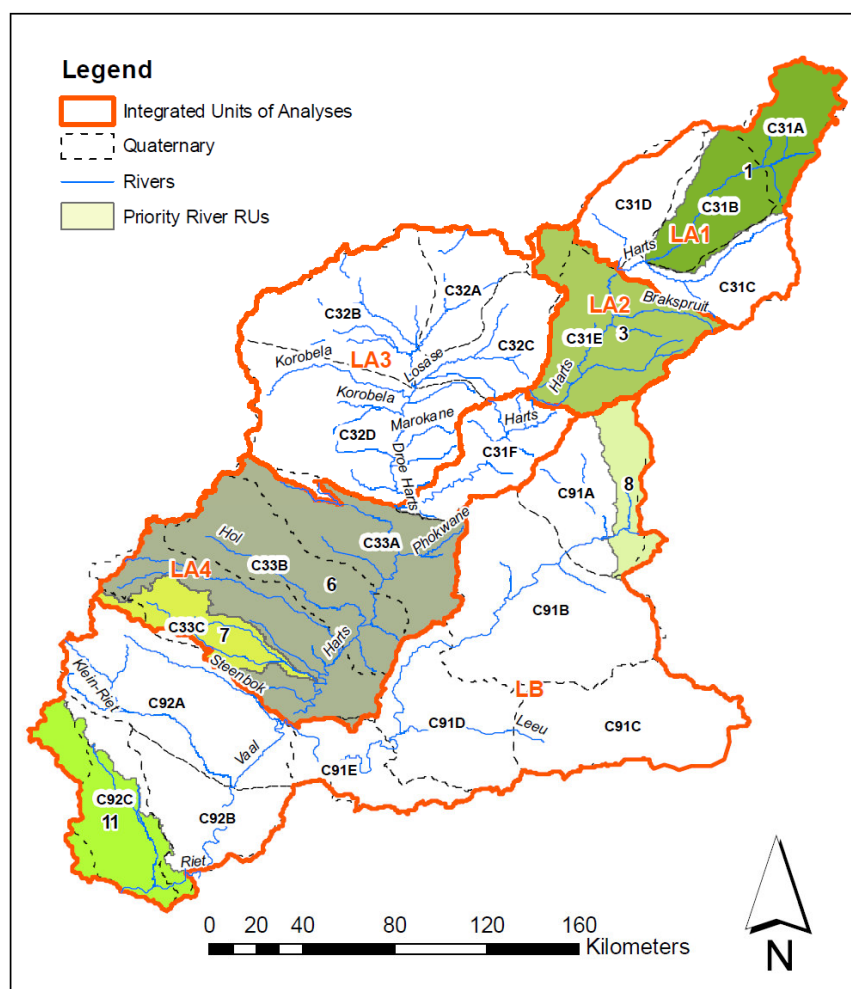 Legend
Integrated Units of Analyses
Quaternary
Rivers
Priority River RUs
C31A
1
C31D
C31B
LA1
Harts
C31C
Brakspruit
LA2
C32A
C32B
C31E
3
C32C
Korobela
LA3
Losase
Harts
Korobela
Marokane
Harts
C32D
C31F
Droe Harts
C91A
8
Phokwane
C33A
Hol
C33B
LA4
6
C91B
C33C
7
Harts
Steenbok
Klein-Riet
C92A
LB
C91D
Leeu
C91C
Vaal
C91E
C92C
11
C92B
Riet
0 20 40 80 120 160
Kilometers
N